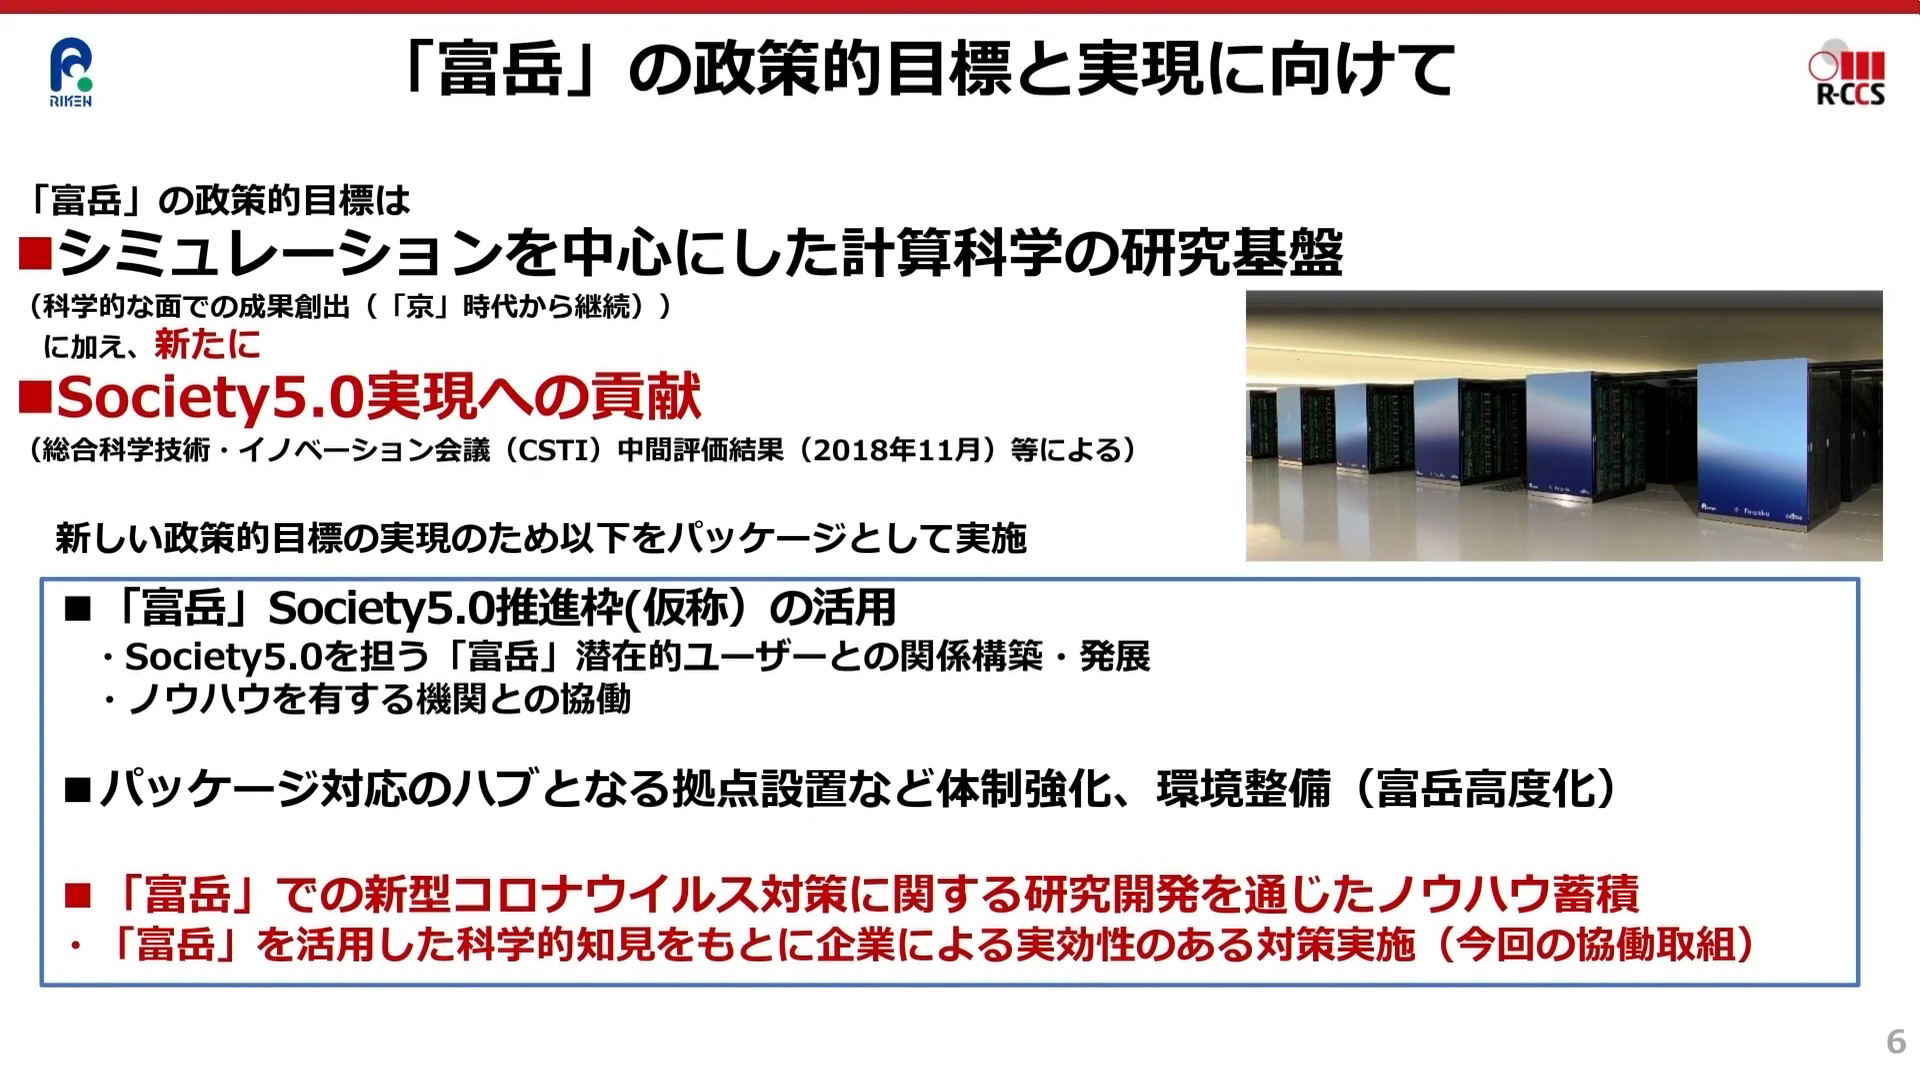 RIKEN
「富岳」の政策的目標と実現に向けて
R-CCS
「富岳」の政策的目標は
■シミュレーションを中心にした計算科学の研究基盤
（科学的な面での成果創出（「京」時代から継続））
に加え、新たに
■Society5.0実現への貢献
（総合科学技術・イノベーション会議（CSTI）中間評価結果（2018年11月）等による）
新しい政策的目標の実現のため以下をパッケージとして実施
■「富岳」Society5.0推進枠(仮称）の活用
・Society5.0を担う「富岳」潜在的ユーザーとの関係構築・発展
・ノウハウを有する機関との協働
■パッケージ対応のハブとなる拠点設置など体制強化、環境整備（富岳高度化）
■「富岳」での新型コロナウイルス対策に関する研究開発を通じたノウハウ蓄積
・「富岳」を活用した科学的知見をもとに企業による実効性のある対策実施（今回の協働取組）
Fugaku
6